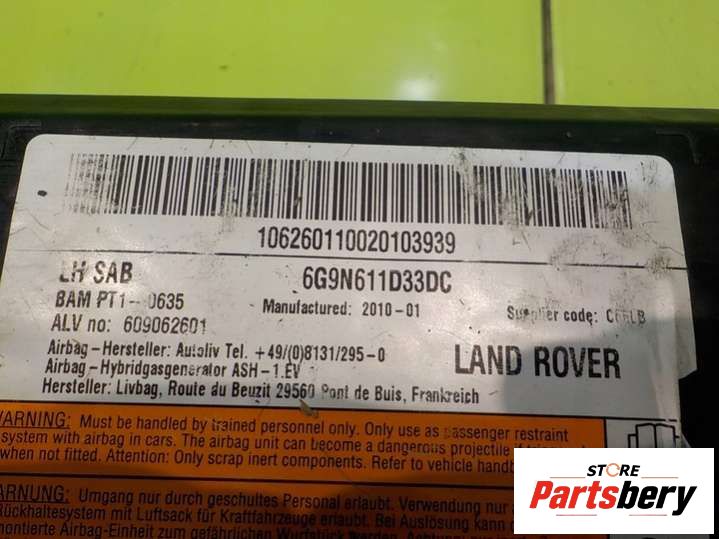 106260110020103939
LH SAB 6G9N611D33DC
BAM PT1- 0635 Manufactured: 2010-01 Supplier code:
ALV no: 609062601
Airbag-Hersteller: Autoliv Tel. +49/(0)8131/295-0 LAND ROVER
Airbag-Hybridgasgenerator ASH-1.EV
Hersteller: Livbag, Route du Beuzit 29560 Pont de Buis, Frankreich
WARNING: Must be handled by trained personnel only. Only use as passenger restraint
system with airbag in cars. The airbag unit can become a dangerous projectile if
when not fitted. Attention: Only scrap inert components. Refer to vehicle
WARNUNG: Umgang nur durch geschultes Personal erlaubt. Verwendung nur
Rückhaltesystem mit Luftsack für Kraftfahrzeuge erlaubt. Bei Auslösung kann
montierte Airbag-Einheit zum gefährlichen Wurfstück werden.
STORE
Partsbery